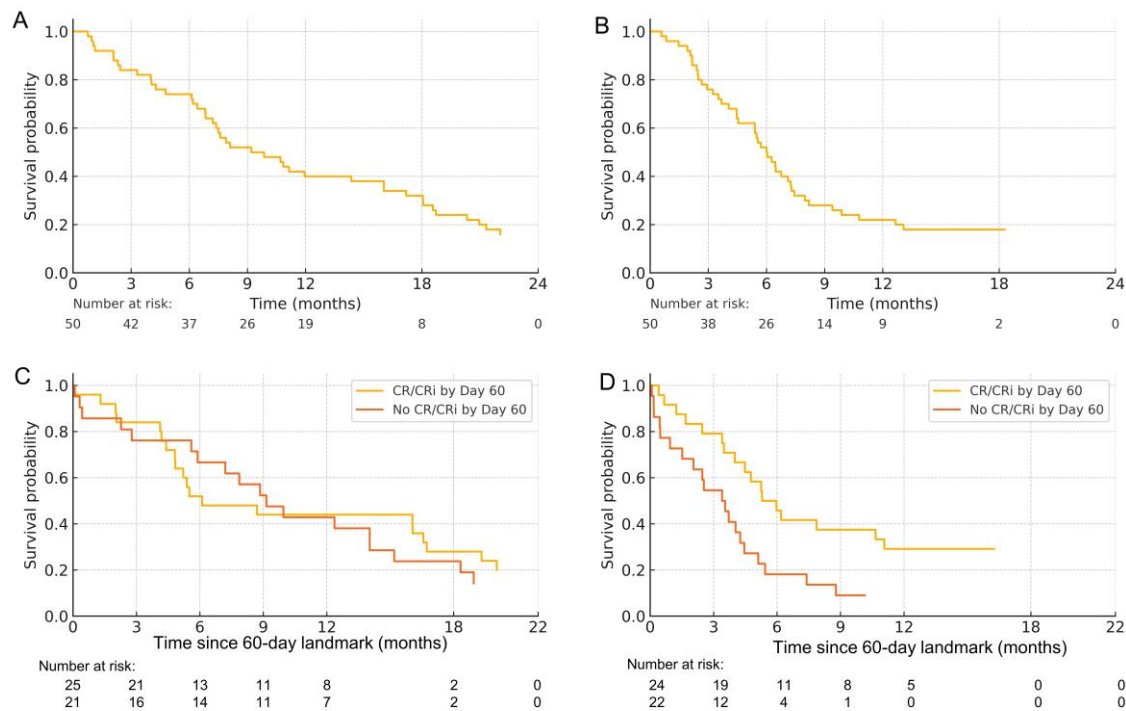 A
Survival probability
1.0
0.8
0.6
0.4
0.2
0.0
0 3 6 9 12 18 24
Number at risk:
Time (months)
50 42 37 26 19 8 0
B
Survival probability
1.0
0.8
0.6
0.4
0.2
0.0
0 3 6 9 12 18 24
Number at risk:
Time (months)
50 38 26 14 9 2 0
C
CR/CRi by Day 60
No CR/CRi by Day 60
Survival probability
1.0
0.8
0.6
0.4
0.2
0.0
0 3 6 9 12 18 22
Time since 60-day landmark (months)
Number at risk:
25 21 13 11 8 2 0
21 16 14 11 7 2 0
D
CR/CRi by Day 60
No CR/CRi by Day 60
Survival probability
1.0
0.8
0.6
0.4
0.2
0.0
0 3 6 9 12 18 22
Time since 60-day landmark (months)
Number at risk:
24 19 11 8 5 0 0
22 12 4 1 0 0 0